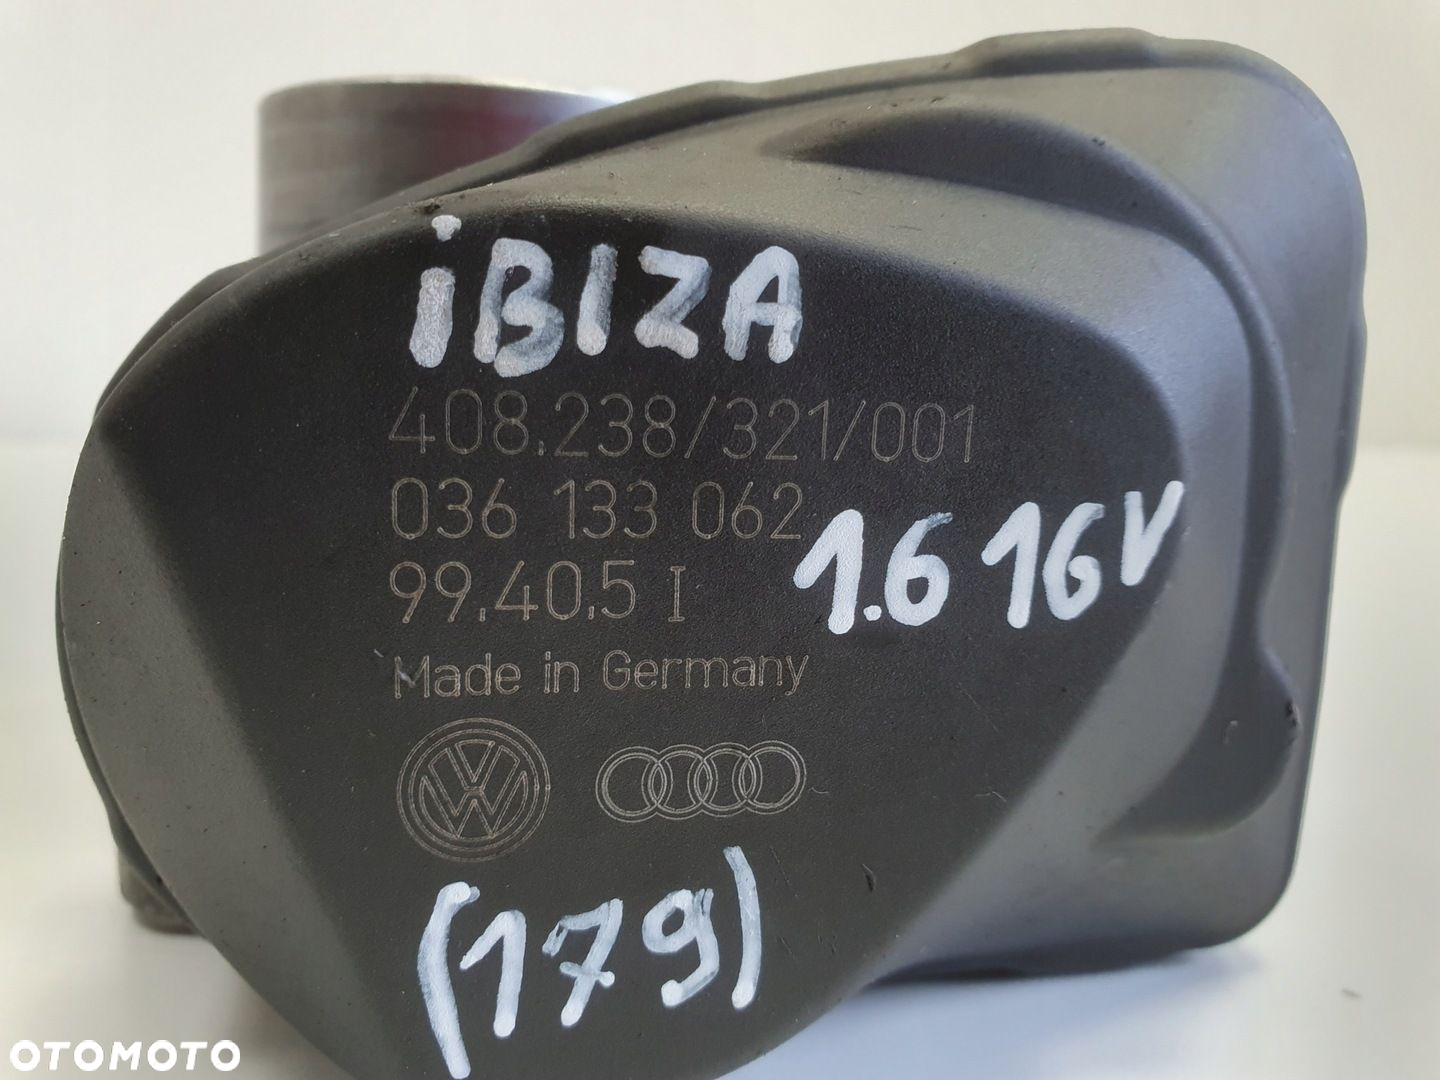 iBIZA
408.238/321/001
036 133 062
1.6 16V
99.40.5 I
Made in Germany
(179)
OTOMOTO